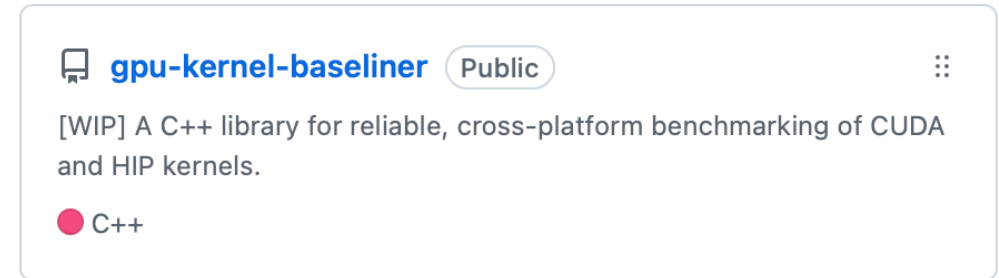 gpu-kernel-baseliner Public
[WIP] A C++ library for reliable, cross-platform benchmarking of CUDA
and HIP kernels.
C++